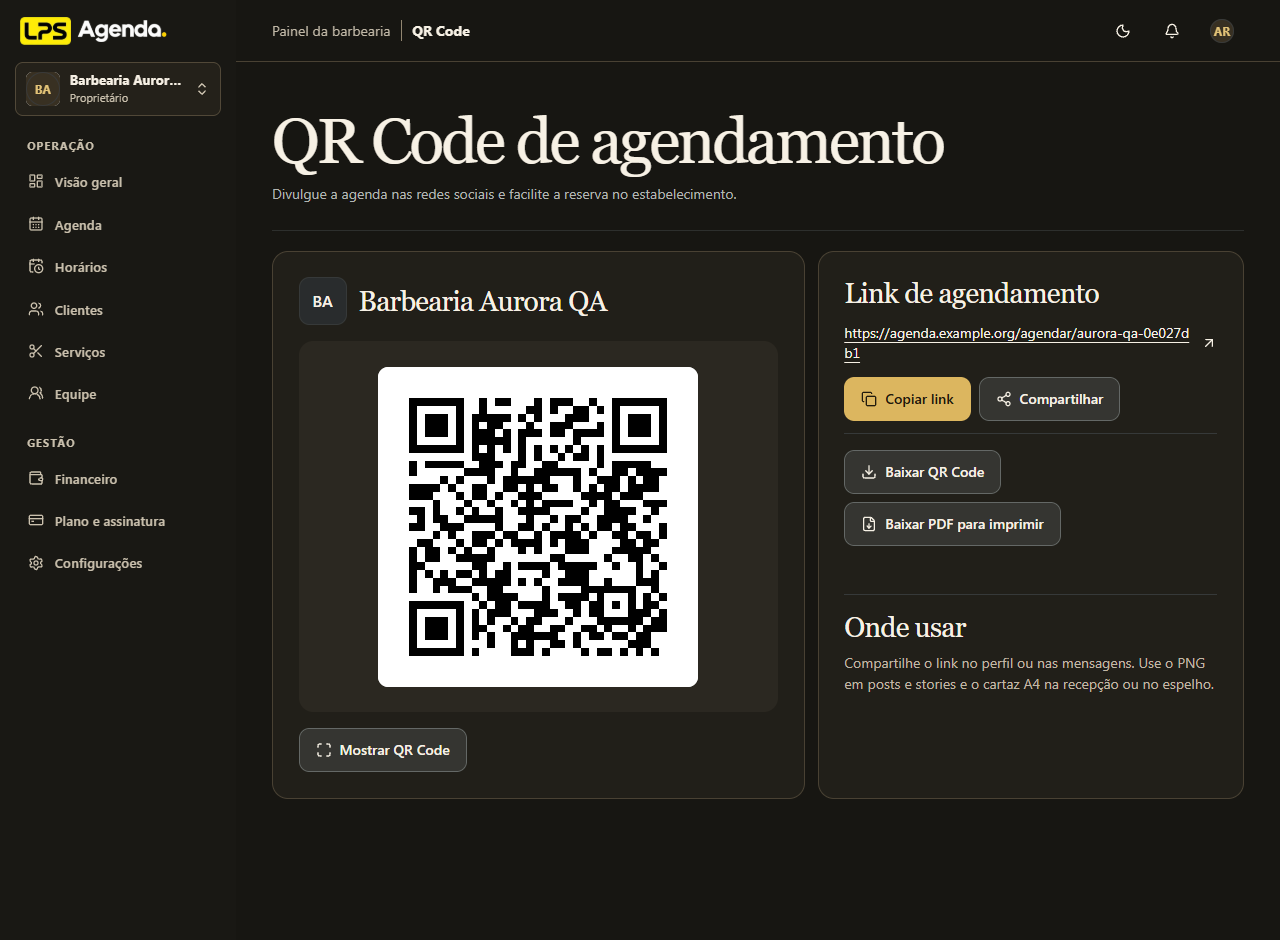 LPS Agenda.
BA
Barbearia Auror...
Proprietário
OPERAÇÃO
Visão geral
Agenda
Horários
Clientes
Serviços
Equipe
GESTÃO
Financeiro
Plano e assinatura
Configurações
Painel da barbearia
QR Code
AR
QR Code de agendamento
Divulgue a agenda nas redes sociais e facilite a reserva no estabelecimento.
BA
Barbearia Aurora QA
Mostrar QR Code
Link de agendamento
https://agenda.example.org/agendar/aurora-qa-0e027d
b1
Copiar link
Compartilhar
Baixar QR Code
Baixar PDF para imprimir
Onde usar
Compartilhe o link no perfil ou nas mensagens. Use o PNG
em posts e stories e o cartaz A4 na recepção ou no espelho.